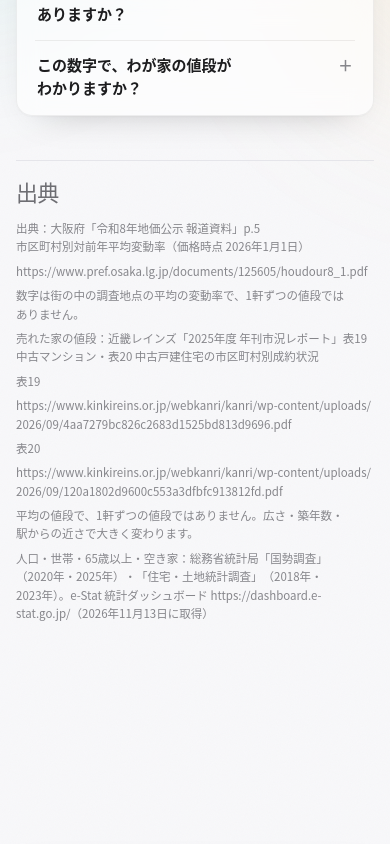 ありますか？
この数字で、わが家の値段が
わかりますか？
+
出典
出典：大阪府「令和8年地価公示 報道資料」p.5
市区町村別対前年平均変動率（価格時点 2026年1月1日）
https://www.pref.osaka.lg.jp/documents/125605/houdour8_1.pdf
数字は街の中の調査地点の平均の変動率で、1軒ずつの値段では
ありません。
売れた家の値段：近畿レインズ「2025年度 年刊市況レポート」表19
中古マンション・表20 中古戸建住宅の市区町村別成約状況
表19
https://www.kinkireins.or.jp/webkanri/kanri/wp-content/uploads/
2026/09/4aa7279bc826c2683d1525bd813d9696.pdf
表20
https://www.kinkireins.or.jp/webkanri/kanri/wp-content/uploads/
2026/09/120a1802d9600c553a3dfbfc913812fd.pdf
平均の値段で、1軒ずつの値段ではありません。広さ・築年数・
駅からの近さで大きく変わります。
人口・世帯・65歳以上・空き家：総務省統計局「国勢調査」
（2020年・2025年）・「住宅・土地統計調査」（2018年・
2023年）。e-Stat 統計ダッシュボード https://dashboard.e-
stat.go.jp/（2026年11月13日に取得）